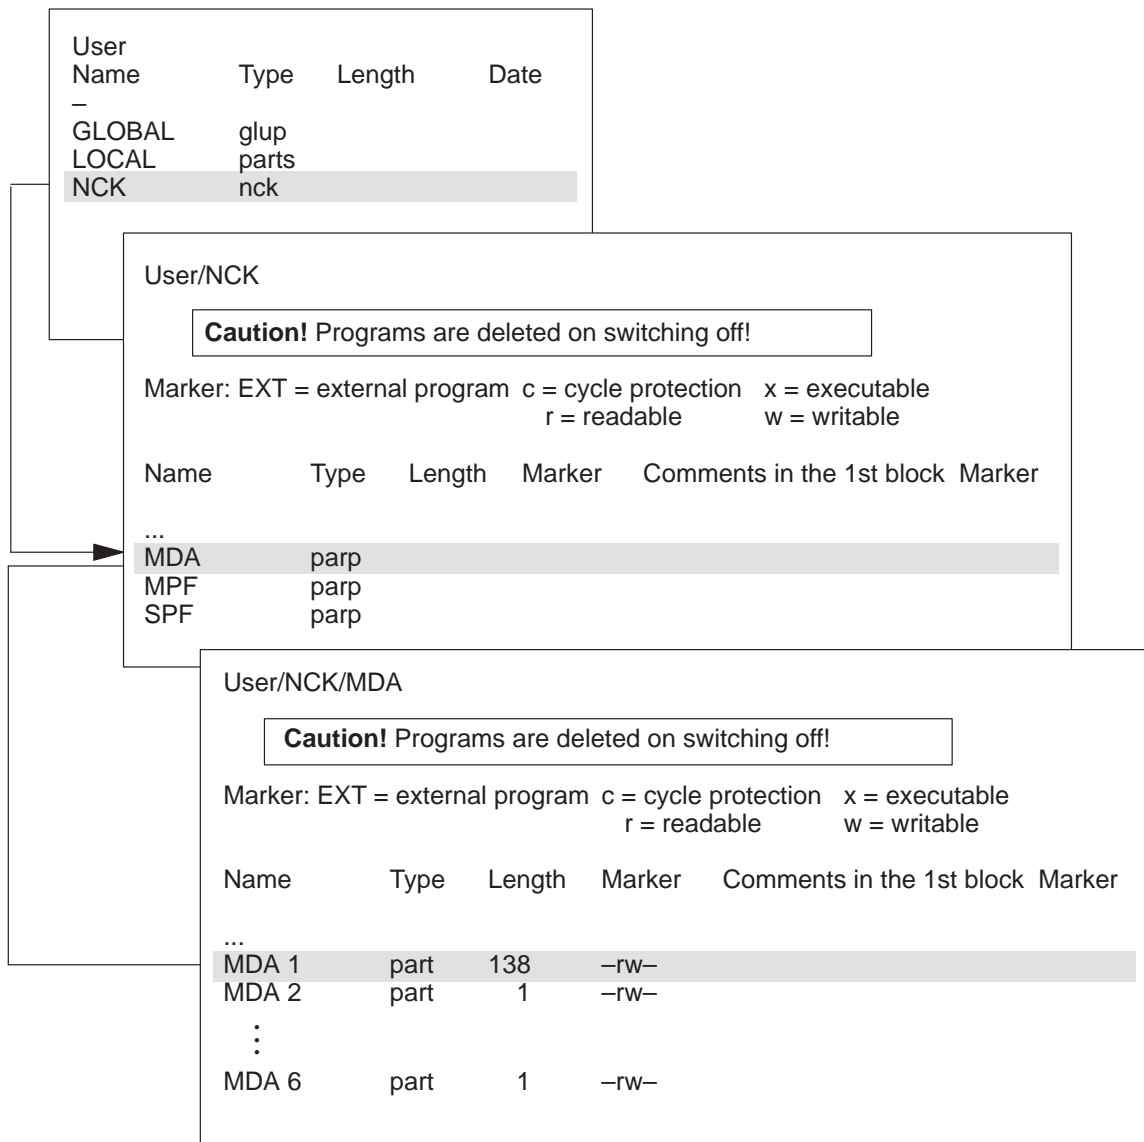 User
Name Type Length Date
–
GLOBAL glup
LOCAL parts
NCK nck
User/NCK
Caution! Programs are deleted on switching off!
Marker: EXT = external program c = cycle protection x = executable
r = readable w = writable
Name Type Length Marker Comments in the 1st block Marker
...
MDA parp
MPF parp
SPF parp
User/NCK/MDA
Caution! Programs are deleted on switching off!
Marker: EXT = external program c = cycle protection x = executable
r = readable w = writable
Name Type Length Marker Comments in the 1st block Marker
...
MDA 1 part 138 –rw–
MDA 2 part 1 –rw–
⋮
MDA 6 part 1 –rw–